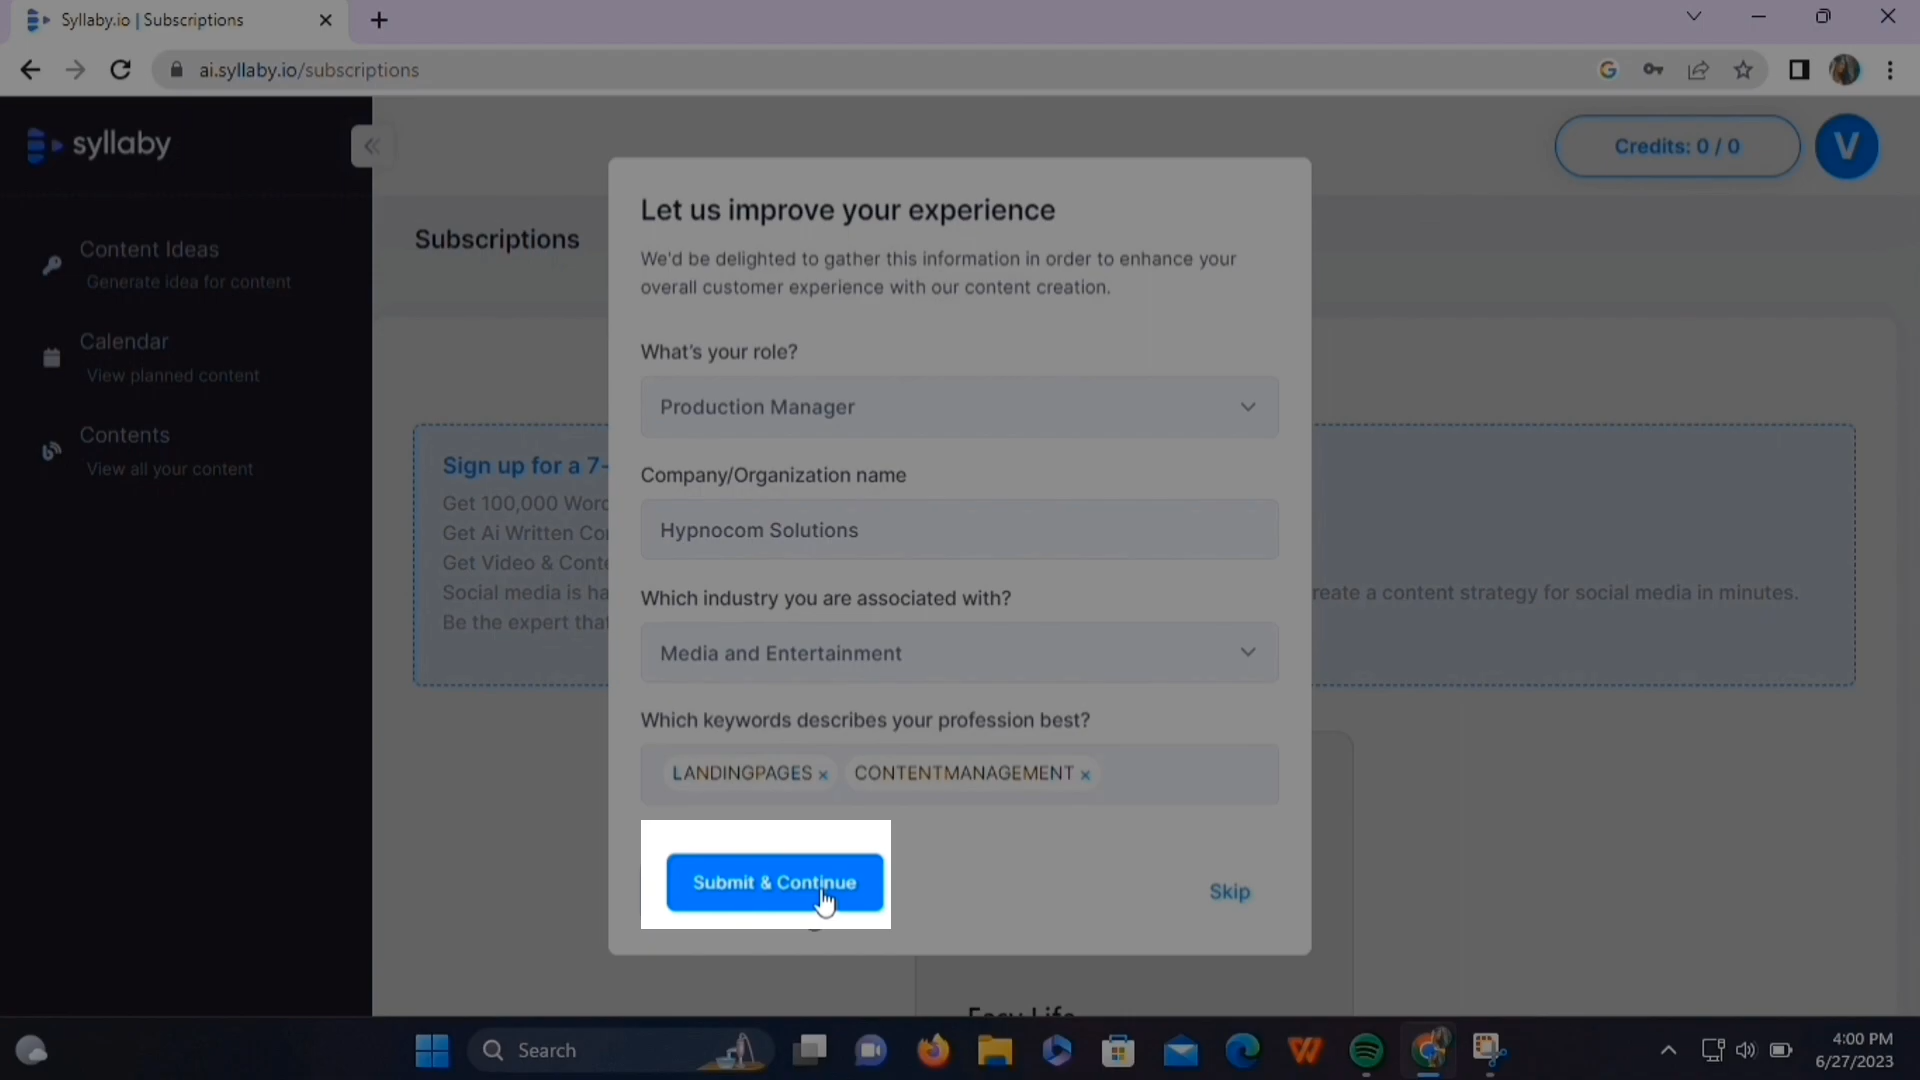 Syllaby.io | Subscriptions
ai.syllaby.io/subscriptions
syllaby
Credits: 0 / 0
V
Content Ideas
Generate idea for content
Calendar
View planned content
Contents
View all your content
Subscriptions
Sign up for a 7-
Get 100,000
Get Ai Written
Get Video &
Social media is
Be the expert
reate a content strategy for social media in minutes.
Let us improve your experience
We'd be delighted to gather this information in order to enhance your
overall customer experience with our content creation.
What's your role?
Production Manager
Company/Organization name
Hypnocom Solutions
Which industry you are associated with?
Media and Entertainment
Which keywords describes your profession best?
LANDINGPAGES × CONTENTMANAGEMENT ×
Submit & Continue
Skip
Easy Life
Search
4:00 PM
6/27/2023